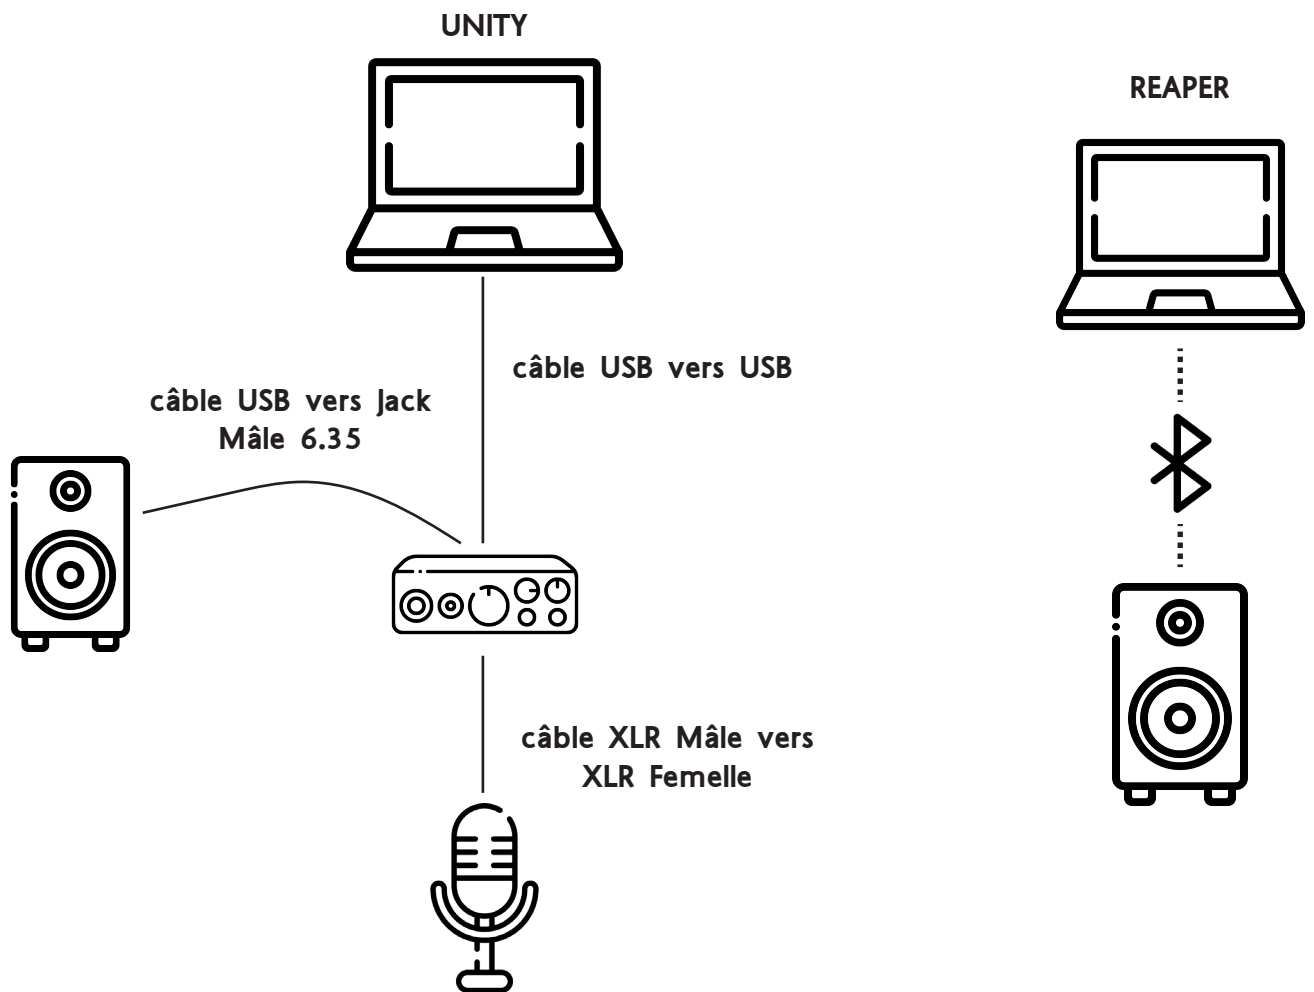 UNITY
REAPER
câble USB vers USB
câble USB vers Jack
Mâle 6.35
câble XLR Mâle vers
XLR Femelle